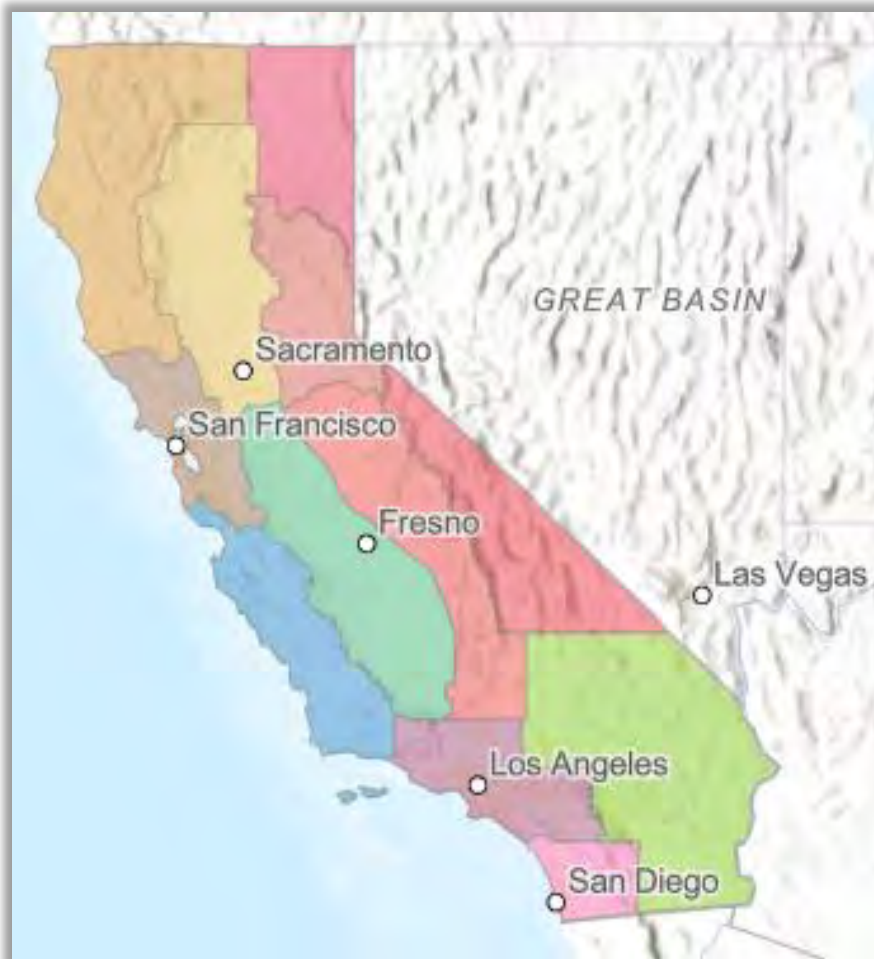 GREAT BASIN
Sacramento
San Francisco
Fresno
Las Vegas
Los Angeles
San Diego